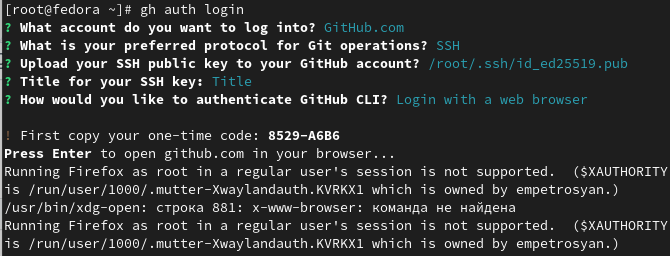 [root@fedora ~]# gh auth login
? What account do you want to log into? GitHub.com
? What is your preferred protocol for Git operations? SSH
? Upload your SSH public key to your GitHub account? /root/.ssh/id_ed25519.pub
? Title for your SSH key: Title
? How would you like to authenticate GitHub CLI? Login with a web browser
! First copy your one-time code: 8529-A6B6
Press Enter to open github.com in your browser...
Running Firefox as root in a regular user's session is not supported.  ($XAUTHORITY
is /run/user/1000/.mutter-Xwaylandauth.KVRKX1 which is owned by empetrosyan.)
/usr/bin/xdg-open: строка 881: x-www-browser: команда не найдена
Running Firefox as root in a regular user's session is not supported.  ($XAUTHORITY
is /run/user/1000/.mutter-Xwaylandauth.KVRKX1 which is owned by empetrosyan.)